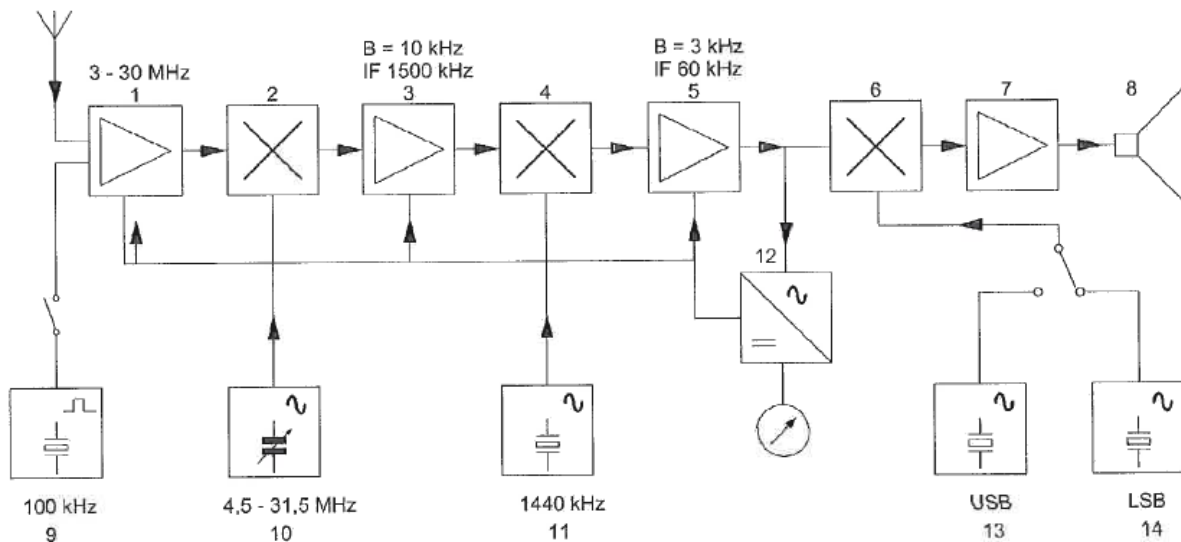 3 - 30 MHz
1
2
B = 10 kHz
IF 1500 kHz
3
4
B = 3 kHz
IF 60 kHz
5
6
7
8
12
100 kHz
9
4,5 - 31,5 MHz
10
1440 kHz
11
USB
13
LSB
14